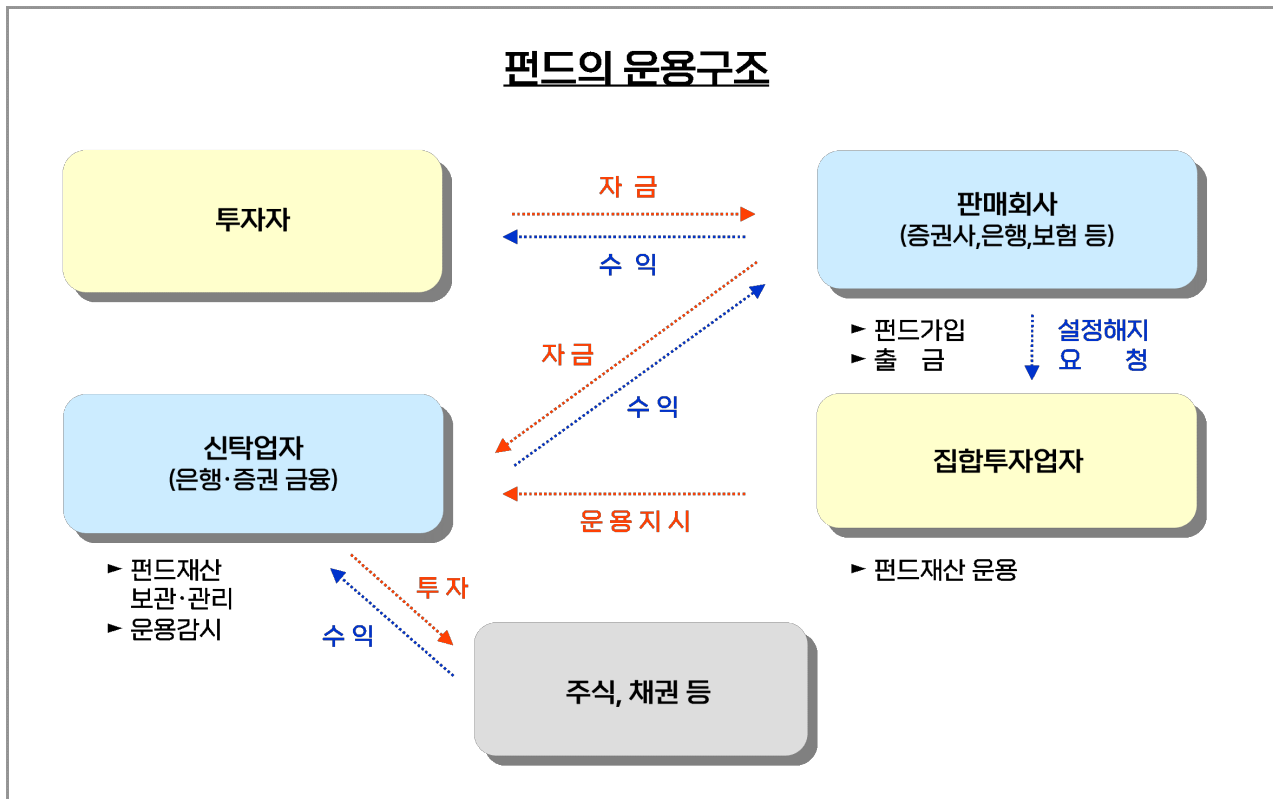 펀드의 운용구조
투자자
자 금
수 익
판매회사
(증권사,은행,보험 등)
► 펀드가입
► 출 금
설정해지
요 청
자 금
수 익
신탁업자
(은행·증권 금융)
집합투자업자
운 용 지 시
► 펀드재산
보관·관리
► 운용감시
► 펀드재산 운용
투 자
수 익
주식, 채권 등